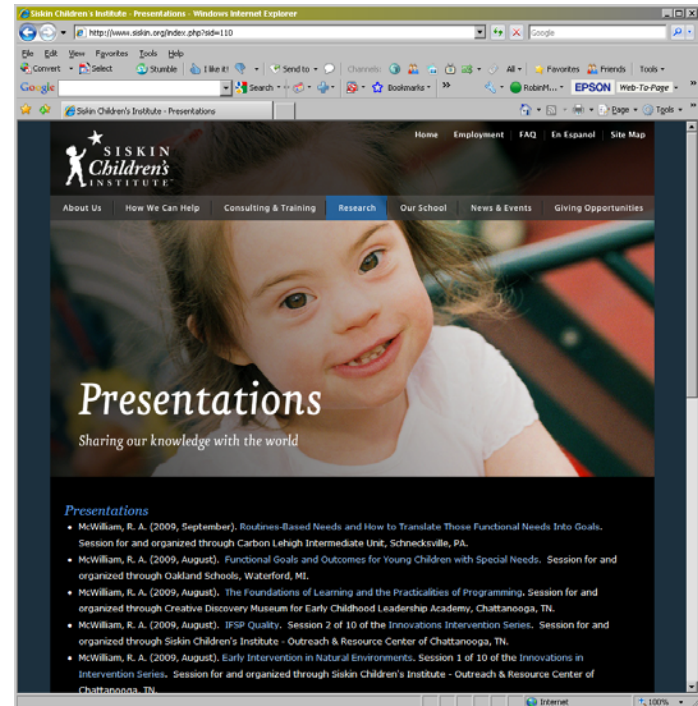 Siskin Children's Institute - Presentations - Windows Internet Explorer
http://www.siskin.org/index.php?sid=110
Google
File Edit View Favorites Tools Help
Convert Select Stumble I like it! Send to Channels: All Favorites Friends Tools
Google Search Bookmarks RobinM... EPSON Web-To-Page
Siskin Children's Institute - Presentations Page Tools
Home Employment FAQ En Espanol Site Map
SISKIN
Children's
INSTITUTE
About Us How We Can Help Consulting & Training Research Our School News & Events Giving Opportunities
Presentations
Sharing our knowledge with the world
Presentations
• McWilliam, R. A. (2009, September). Routines-Based Needs and How to Translate Those Functional Needs Into Goals.
Session for and organized through Carbon Lehigh Intermediate Unit, Schnecksville, PA.
• McWilliam, R. A. (2009, August). Functional Goals and Outcomes for Young Children with Special Needs. Session for and
organized through Oakland Schools, Waterford, MI.
• McWilliam, R. A. (2009, August). The Foundations of Learning and the Practicalities of Programming. Session for and
organized through Creative Discovery Museum for Early Childhood Leadership Academy, Chattanooga, TN.
• McWilliam, R. A. (2009, August). IFSP Quality. Session 2 of 10 of the Innovations Intervention Series. Session for and
organized through Siskin Children's Institute - Outreach & Resource Center of Chattanooga, TN.
• McWilliam, R. A. (2009, August). Early Intervention in Natural Environments. Session 1 of 10 of the Innovations in
Intervention Series. Session for and organized through Siskin Children's Institute - Outreach & Resource Center of
Chattanooga, TN.
Internet 100%